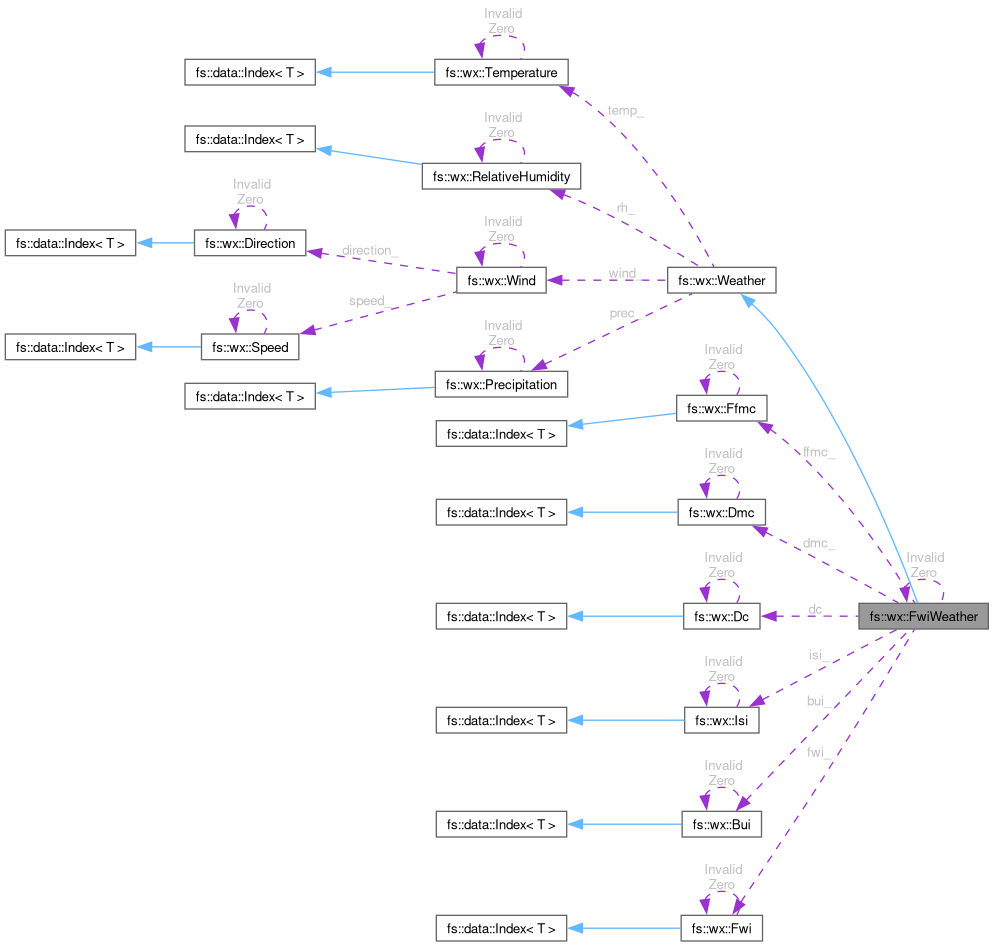 Invalid
Zero
fs::data::Index< T >
fs::wx::Temperature
temp_
Invalid
Zero
fs::data::Index< T >
fs::wx::RelativeHumidity
rh_
Invalid
Zero
fs::data::Index< T >
fs::wx::Direction
direction_
Invalid
Zero
fs::wx::Wind
wind_
fs::wx::Weather
Invalid
Zero
speed_
fs::data::Index< T >
fs::wx::Speed
prec_
Invalid
Zero
fs::data::Index< T >
fs::wx::Precipitation
Invalid
Zero
fs::data::Index< T >
fs::wx::Ffmc
ffmc_
Invalid
Zero
fs::data::Index< T >
fs::wx::Dmc
dmc_
Invalid
Zero
fs::data::Index< T >
fs::wx::Dc
dc_
Invalid
Zero
fs::wx::FwiWeather
Invalid
Zero
isi_
fs::data::Index< T >
fs::wx::Isi
bui_
Invalid
Zero
fs::data::Index< T >
fs::wx::Bui
fwi_
Invalid
Zero
fs::data::Index< T >
fs::wx::Fwi